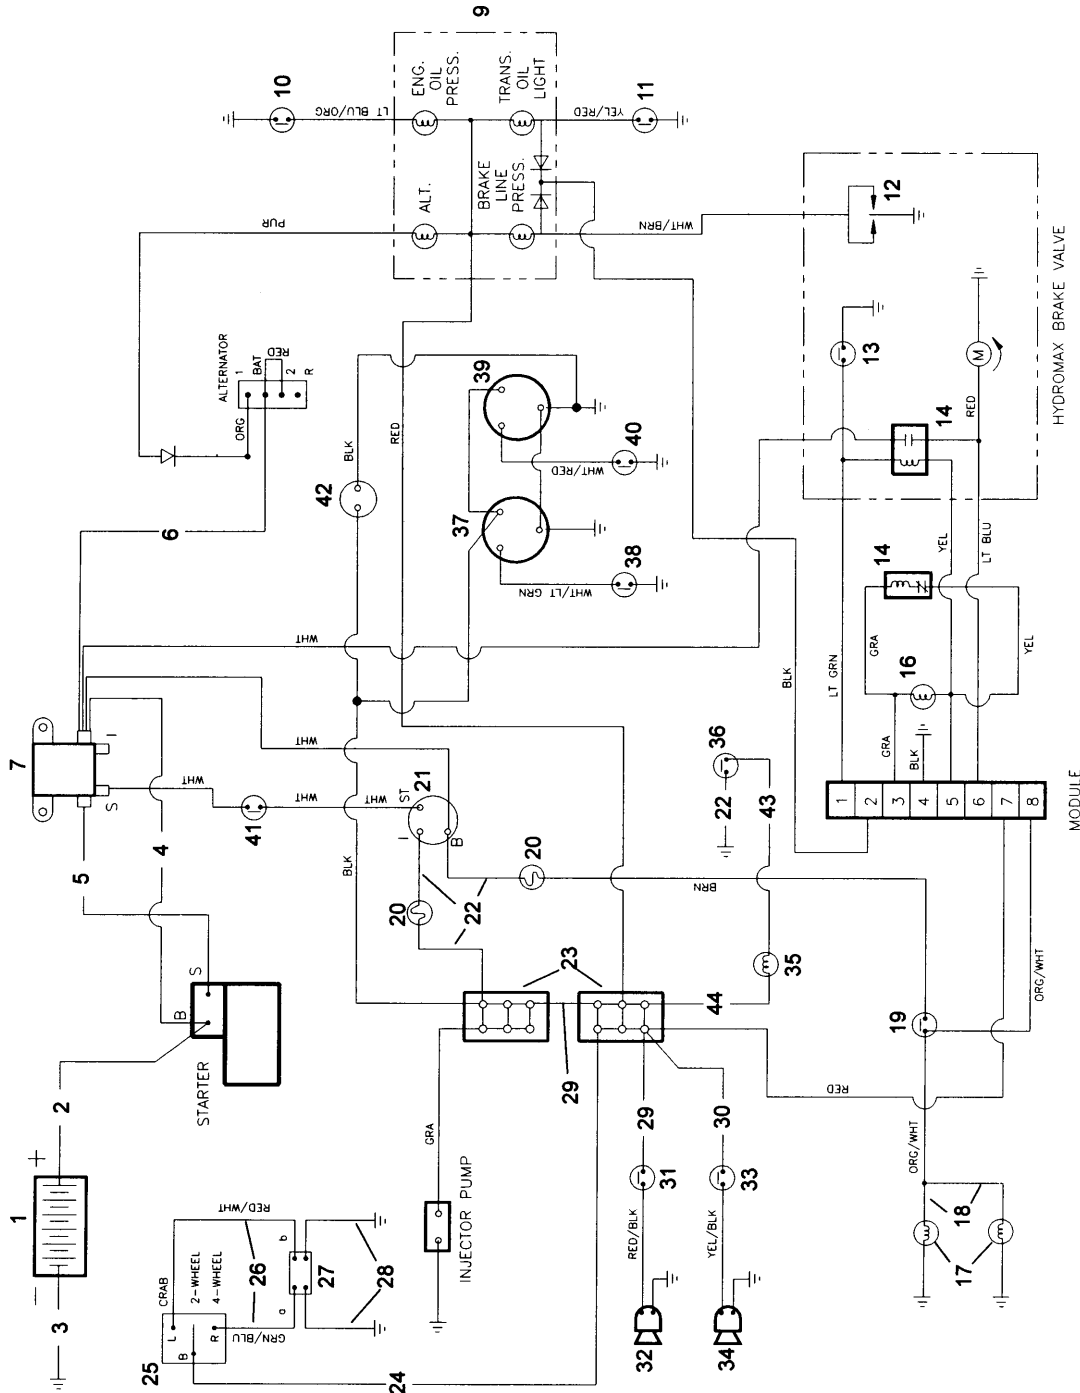 9
10
ENG.
OIL
PRESS.
LT BLU/ORG
TRANS.
OIL
LIGHT
YEL/RED
11
ALT.
PUR
BRAKE
LINE
PRESS.
WHT/BRN
12
13
14
RED
M
HYDROMAX BRAKE VALVE
ALTERNATOR
1
BAT
RED
2
R
ORG
6
BLK
42
RED
39
40
WHT/RED
37
38
WHT/LT GRN
YEL
LT BLU
14
GRA
16
YEL
BLK
LT GRN
GRA
BLK
7
I
S
WHT
WHT
WHT
41
WHT
WHT
ST
I
B
21
36
22
43
1
2
3
4
5
6
7
8
MODULE
4
5
BLK
20
22
20
BRN
23
35
44
29
ORG/WHT
19
S
B
STARTER
2
1
+
−
3
GRA
INJECTOR PUMP
RED
29
30
31
33
RED/BLK
YEL/BLK
32
34
ORG/WHT
18
17
RED/WHT
26
b
a
27
28
GRN/BLU
CRAB
2-WHEEL
4-WHEEL
L
B
R
25
24